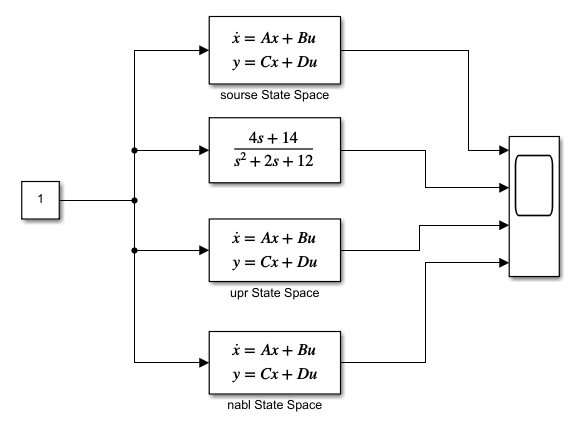 ẋ = Ax + Bu
y = Cx + Du
sourse State Space
4s + 14
s² + 2s + 12
1
ẋ = Ax + Bu
y = Cx + Du
upr State Space
ẋ = Ax + Bu
y = Cx + Du
nabl State Space